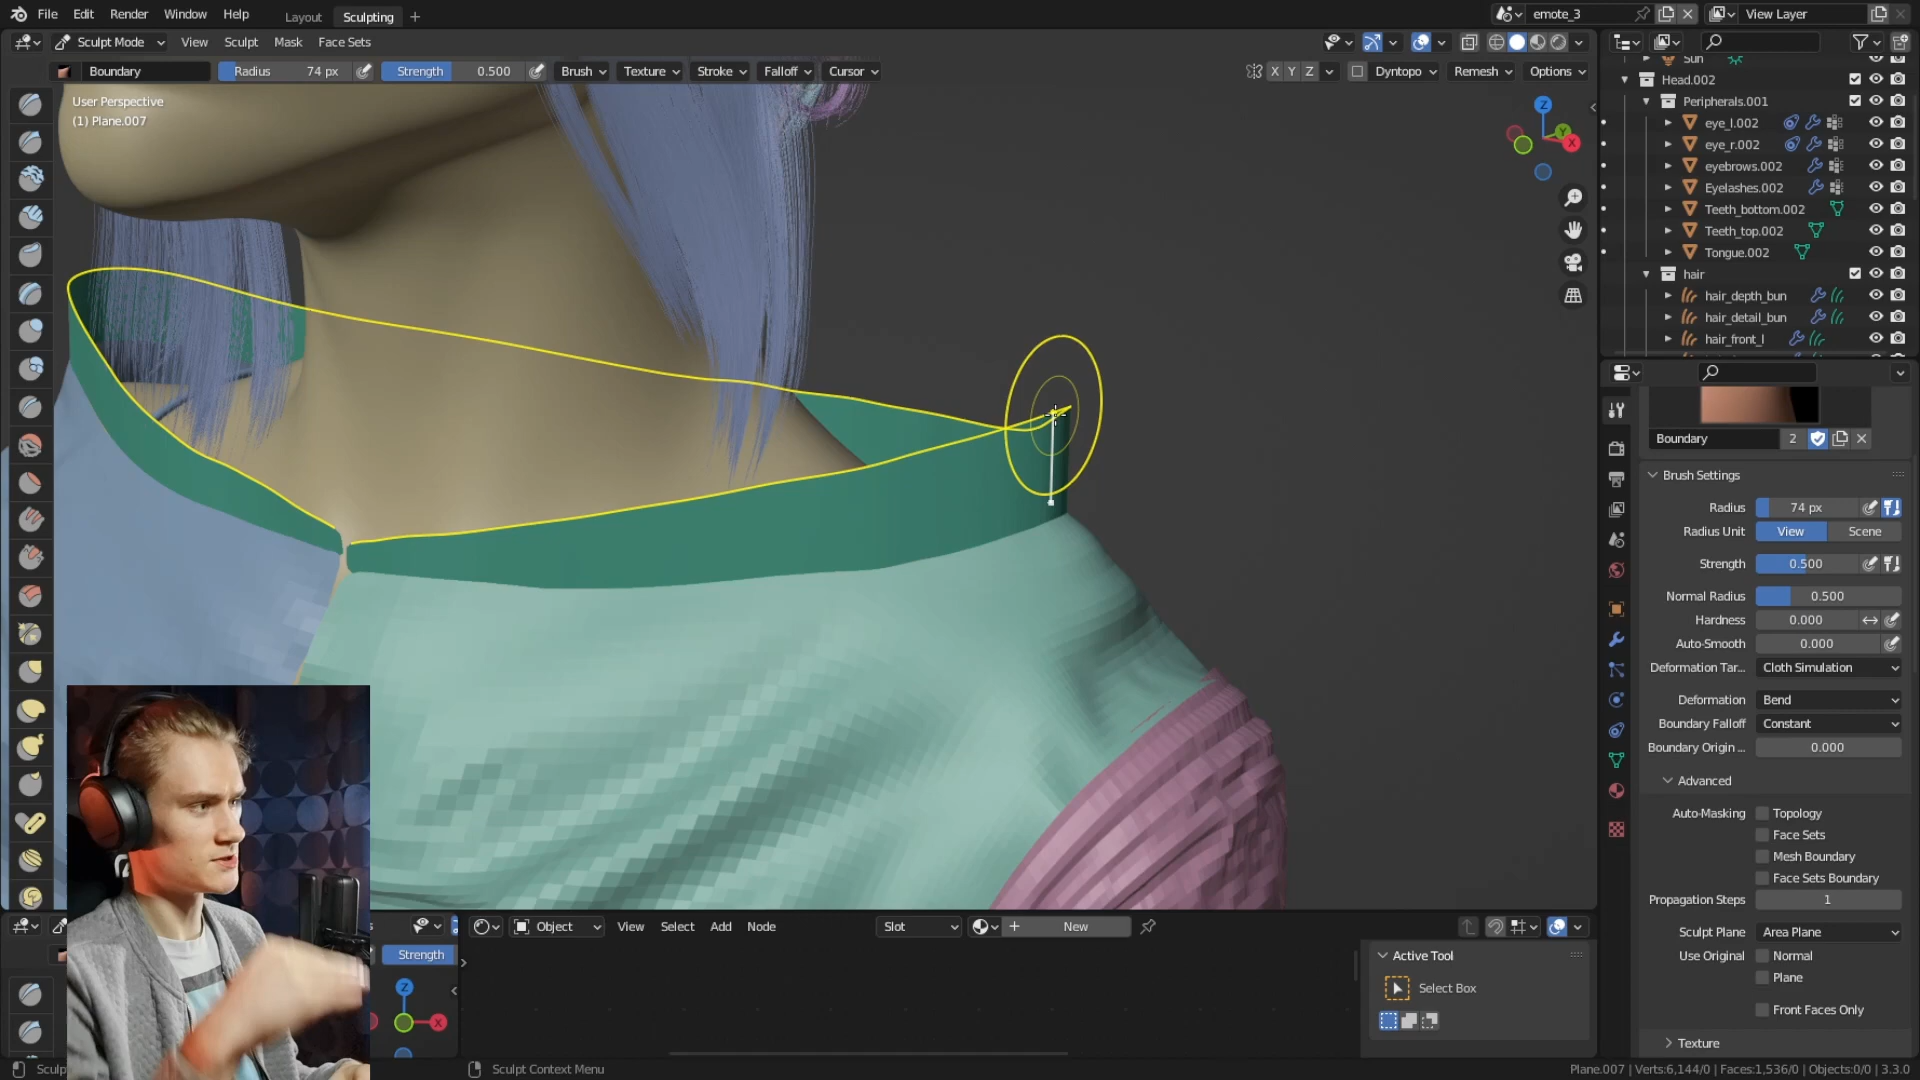 File Edit Render Window Help Layout Sculpting +
emote_3 View Layer
Sculpt Mode View Sculpt Mask Face Sets
Boundary Radius 74 px Strength 0.500 Brush Texture Stroke Falloff Cursor X Y Z Dyntopo Remesh Options
User Perspective
(1) Plane.007
Z
Y
X
Sun
Head.002
Peripherals.001
eye_l.002
eye_r.002
eyebrows.002
Eyelashes.002
Teeth_bottom.002
Teeth_top.002
Tongue.002
hair
hair_depth_bun
hair_detail_bun
hair_front_l
Boundary 2
Brush Settings
Radius 74 px
Radius Unit View Scene
Strength 0.500
Normal Radius 0.500
Hardness 0.000
Auto-Smooth 0.000
Deformation Tar... Cloth Simulation
Deformation Bend
Boundary Falloff Constant
Boundary Origin ... 0.000
Advanced
Auto-Masking Topology
Face Sets
Mesh Boundary
Face Sets Boundary
Propagation Steps 1
Sculpt Plane Area Plane
Use Original Normal
Plane
Front Faces Only
Texture
Object View Select Add Node Slot + New
Strength
Z
X
Active Tool
Select Box
Sculpt Context Menu
Plane.007 | Verts:6,144/0 | Faces:1,536/0 | Objects:0/0 | 3.3.0